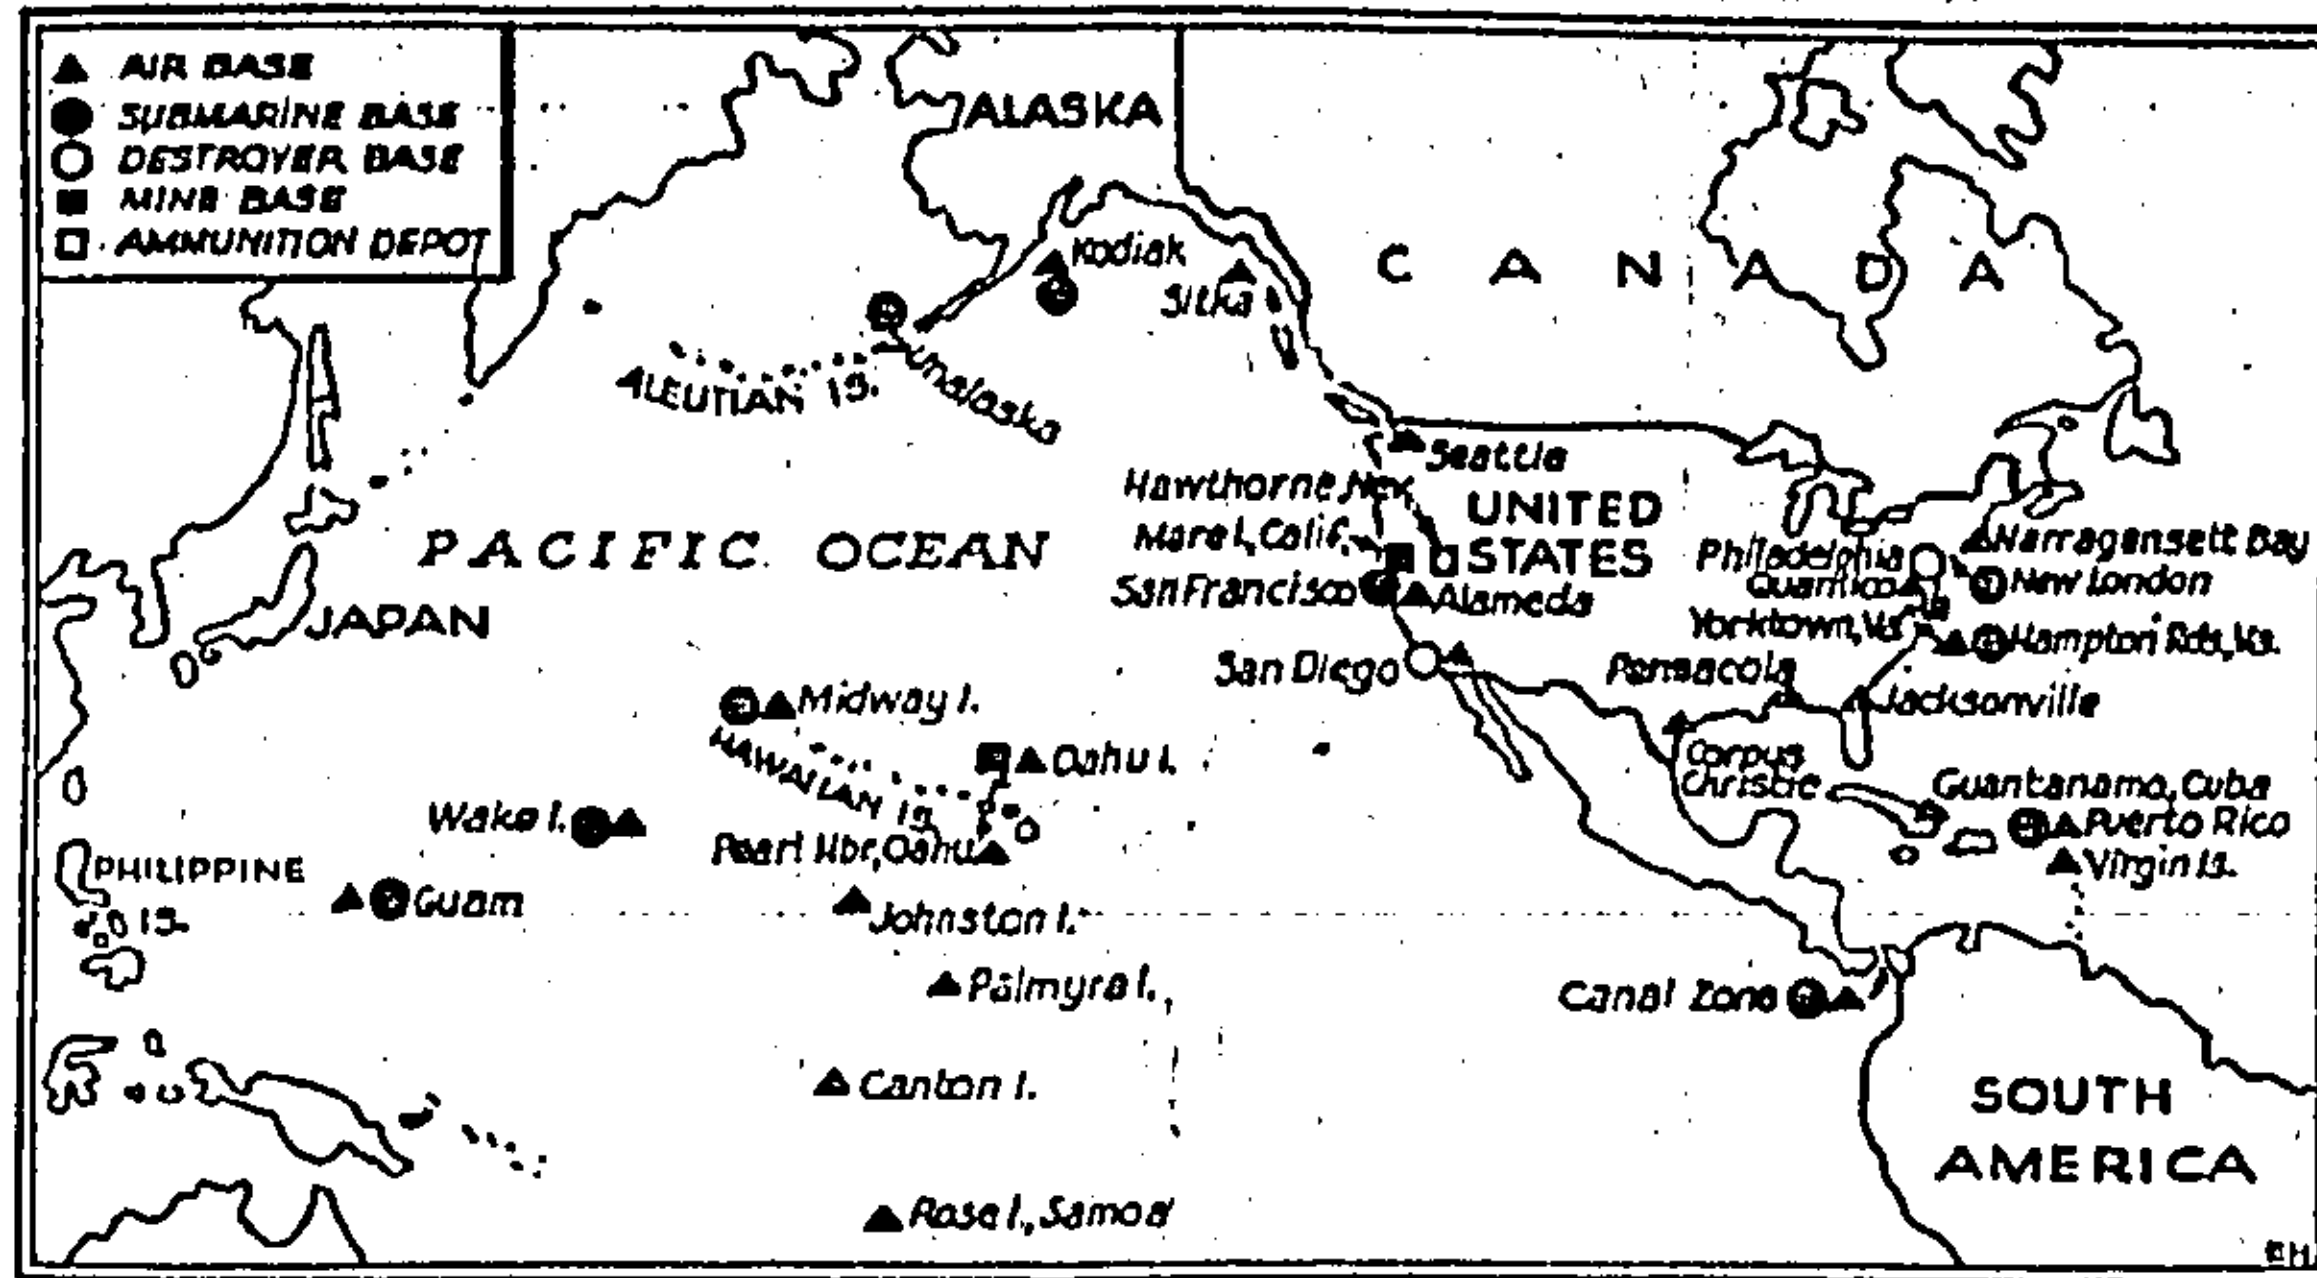 AIR BASE
SUBMARINE BASE
DESTROYER BASE
MINE BASE
AMMUNITION DEPOT
ALASKA
CANADA
Kodiak
Sitka
ALEUTIAN IS.
Unalaska
Seattle
Hawthorne, Nev.
UNITED
STATES
Mare I., Calif.
San Francisco
Alameda
San Diego
PACIFIC OCEAN
JAPAN
Philadelphia
Narragansett Bay
Quantico
New London
Yorktown, Va.
Hampton Rds., Va.
Pensacola
Jacksonville
Corpus
Christie
Midway I.
HAWAIIAN IS.
Oahu I.
Wake I.
Pearl Hbr., Oahu
Guantanamo, Cuba
Puerto Rico
Virgin Is.
PHILIPPINE
IS.
Guam
Johnston I.
Palmyra I.
Canal Zone
Canton I.
SOUTH
AMERICA
Rose I., Samoa